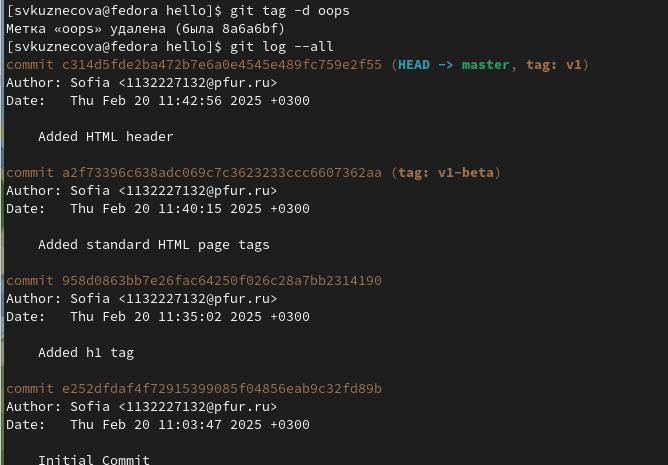 [svkuznecova@fedora hello]$ git tag -d oops
Метка «oops» удалена (была 8a6a6bf)
[svkuznecova@fedora hello]$ git log --all
commit c314d5fde2ba472b7e6a0e4545e489fc759e2f55 (HEAD -> master, tag: v1)
Author: Sofia <1132227132@pfur.ru>
Date:   Thu Feb 20 11:42:56 2025 +0300
    Added HTML header
commit a2f73396c638adc069c7c3623233ccc6607362aa (tag: v1-beta)
Author: Sofia <1132227132@pfur.ru>
Date:   Thu Feb 20 11:40:15 2025 +0300
    Added standard HTML page tags
commit 958d0863bb7e26fac64250f026c28a7bb2314190
Author: Sofia <1132227132@pfur.ru>
Date:   Thu Feb 20 11:35:02 2025 +0300
    Added h1 tag
commit e252dfdaf4f72915399085f04856eab9c32fd89b
Author: Sofia <1132227132@pfur.ru>
Date:   Thu Feb 20 11:03:47 2025 +0300
    Initial Commit